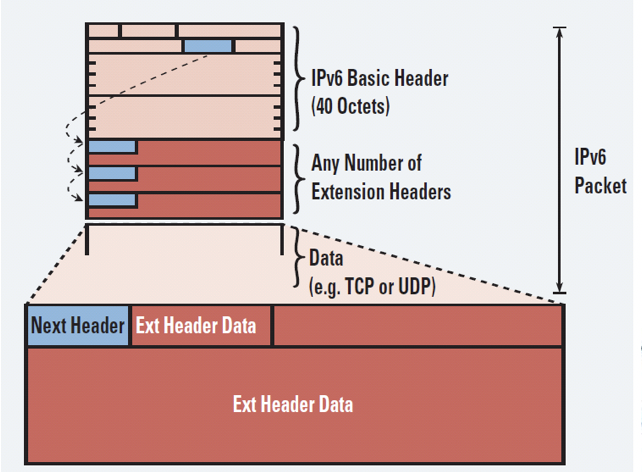 IPv6 Basic Header
(40 Octets)
Any Number of
Extension Headers
IPv6
Packet
Data
(e.g. TCP or UDP)
Next Header
Ext Header Data
Ext Header Data